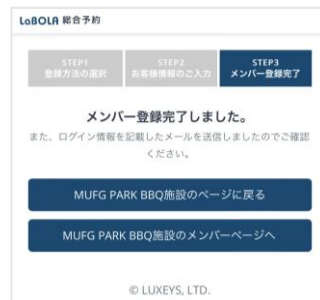 LaBOLA 総合予約
STEP1
登録方法の選択
STEP2
お客様情報のご入力
STEP3
メンバー登録完了
メンバー登録完了しました。
また、ログイン情報を記載したメールを送信しましたのでご確認
ください。
MUFG PARK BBQ施設のページに戻る
MUFG PARK BBQ施設のメンバーページへ
© LUXEYS, LTD.